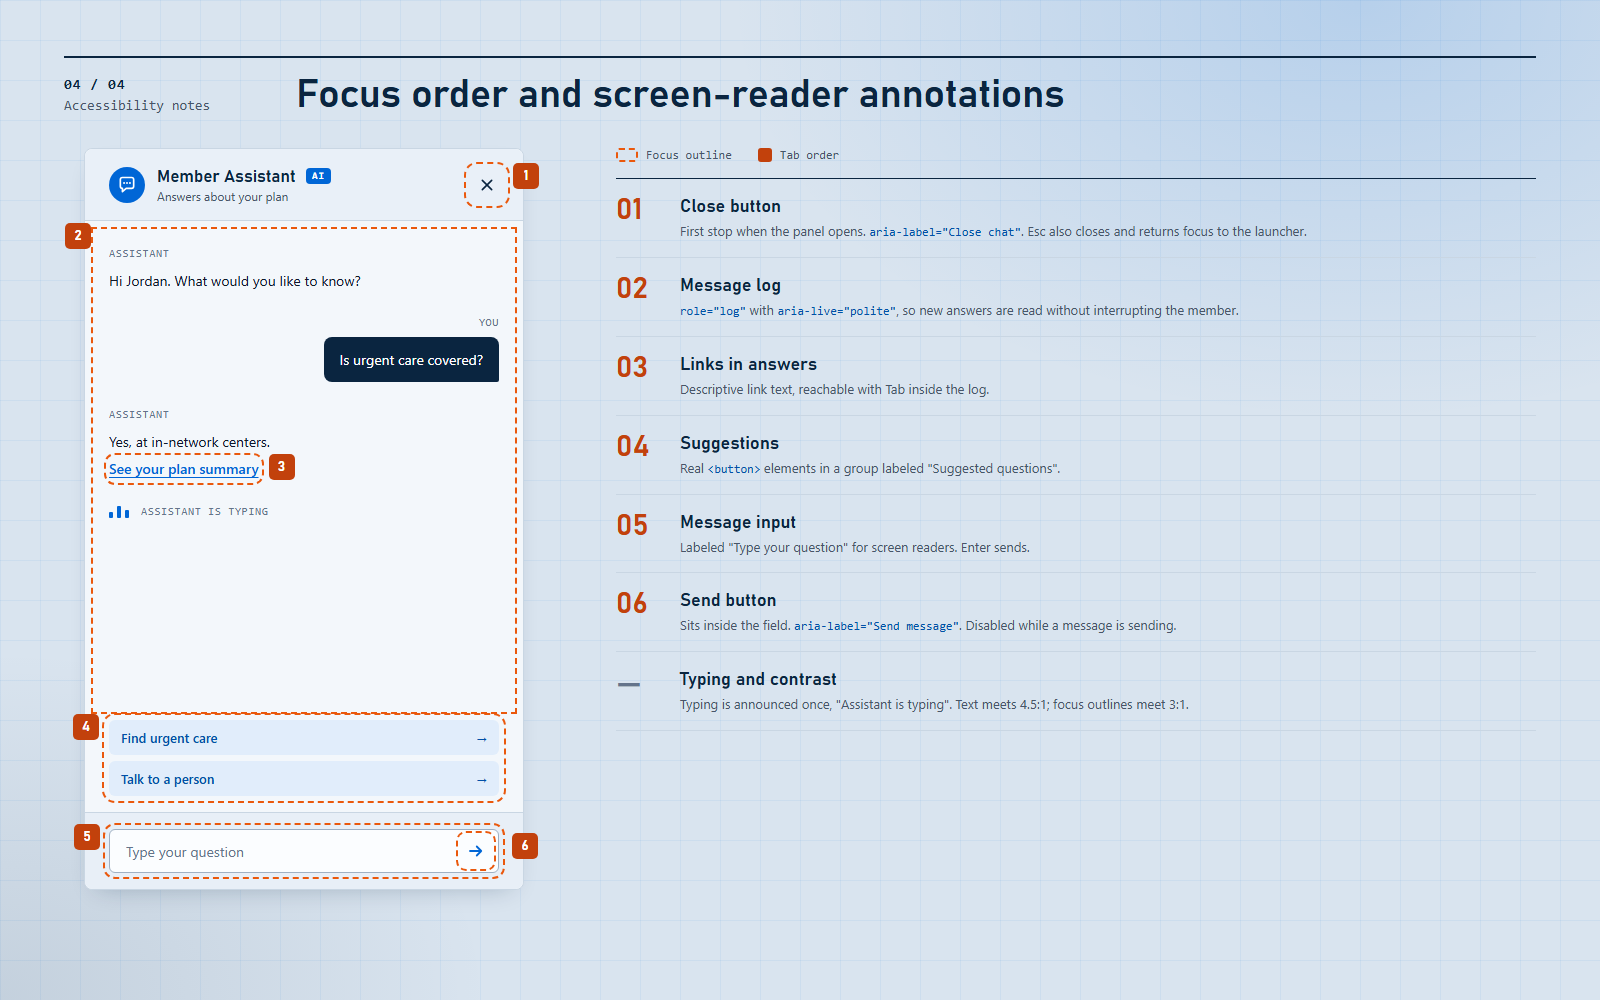 04 / 04
Accessibility notes
Focus order and screen-reader annotations
Member Assistant AI
Answers about your plan
1
2
ASSISTANT
Hi Jordan. What would you like to know?
YOU
Is urgent care covered?
ASSISTANT
Yes, at in-network centers.
See your plan summary
3
ASSISTANT IS TYPING
4
Find urgent care →
Talk to a person →
5
Type your question
6
Focus outline
Tab order
01 Close button
First stop when the panel opens. aria-label="Close chat". Esc also closes and returns focus to the launcher.
02 Message log
role="log" with aria-live="polite", so new answers are read without interrupting the member.
03 Links in answers
Descriptive link text, reachable with Tab inside the log.
04 Suggestions
Real <button> elements in a group labeled "Suggested questions".
05 Message input
Labeled "Type your question" for screen readers. Enter sends.
06 Send button
Sits inside the field. aria-label="Send message". Disabled while a message is sending.
— Typing and contrast
Typing is announced once, "Assistant is typing". Text meets 4.5:1; focus outlines meet 3:1.